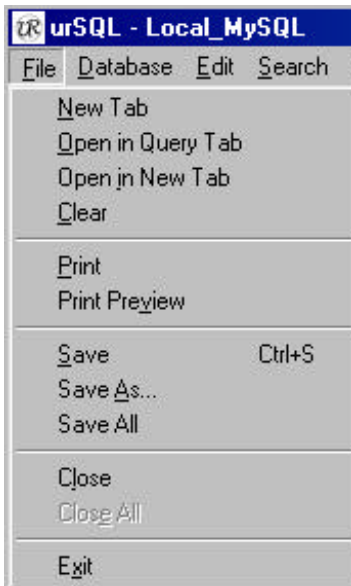 uR urSQL - Local_MySQL
File Database Edit Search
New Tab
Open in Query Tab
Open in New Tab
Clear
Print
Print Preview
Save Ctrl+S
Save As...
Save All
Close
Close All
Exit